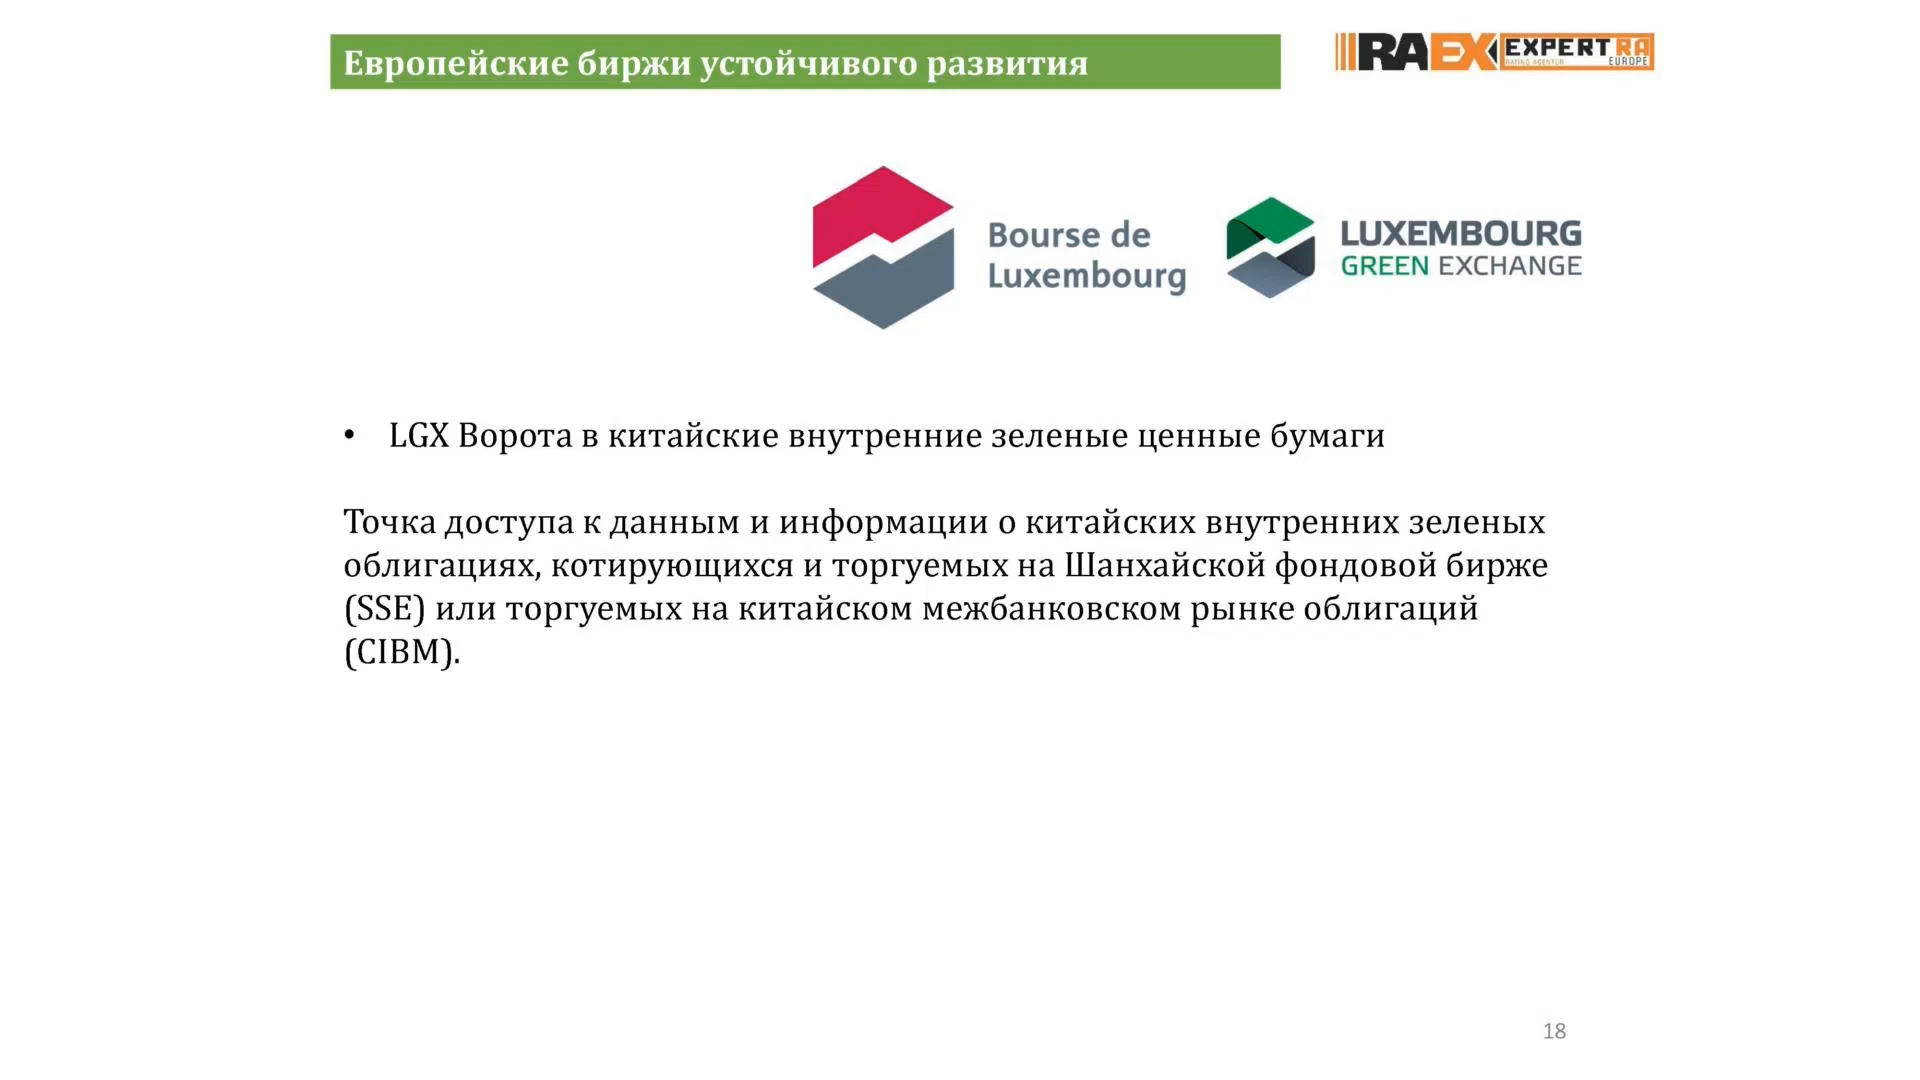 Европейские биржи устойчивого развития
RAEX EXPERT RA
RATING AGENTUR EUROPE
Bourse de
Luxembourg
LUXEMBOURG
GREEN EXCHANGE
• LGX Ворота в китайские внутренние зеленые ценные бумаги
Точка доступа к данным и информации о китайских внутренних зеленых
облигациях, котирующихся и торгуемых на Шанхайской фондовой бирже
(SSE) или торгуемых на китайском межбанковском рынке облигаций
(CIBM).
18